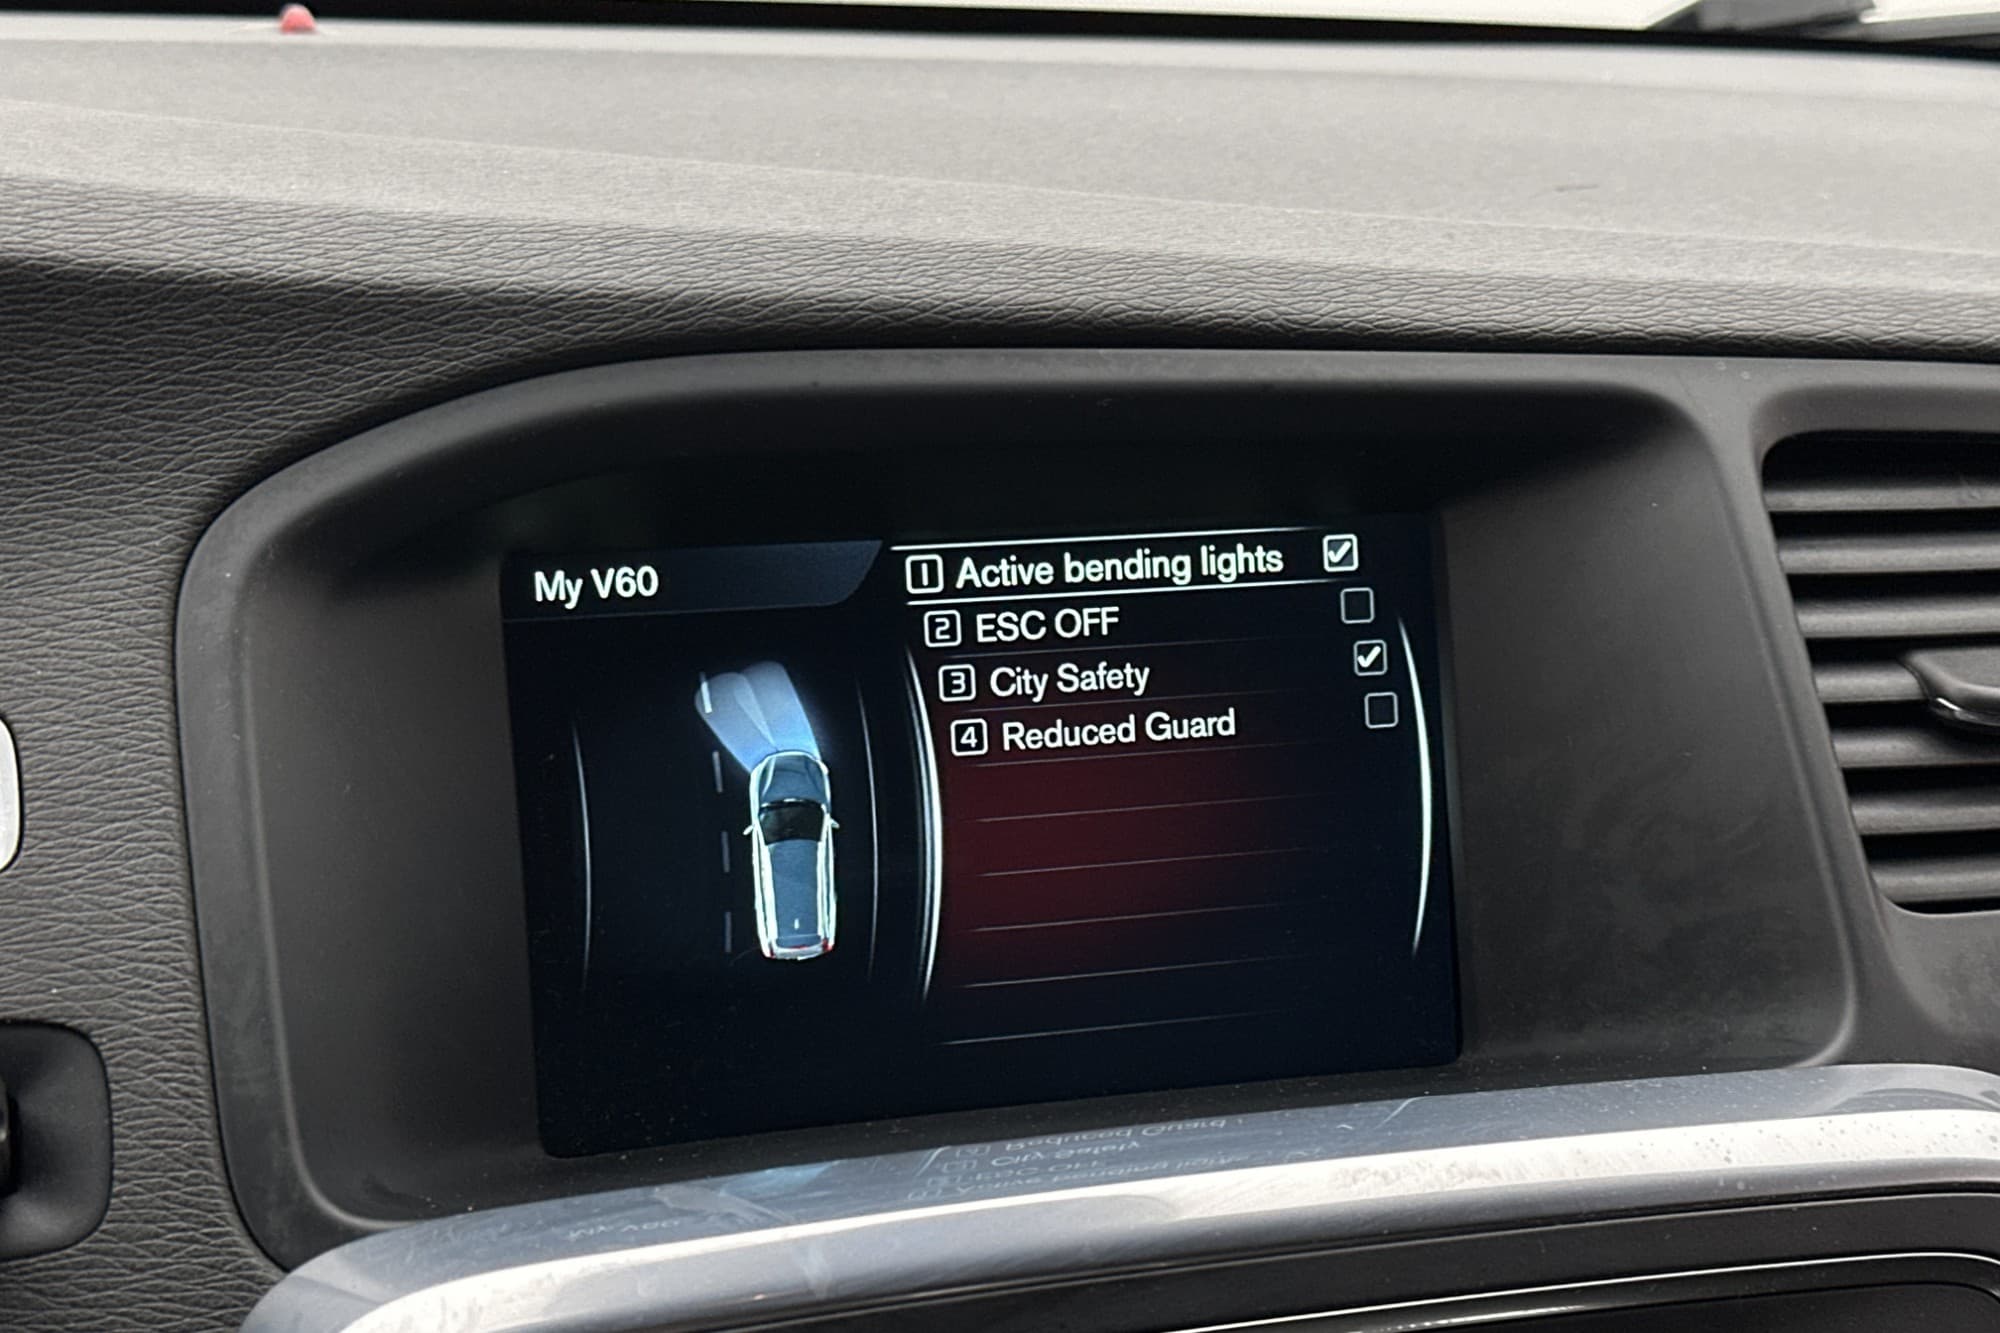 My V60
1 Active bending lights
2 ESC OFF
3 City Safety
4 Reduced Guard